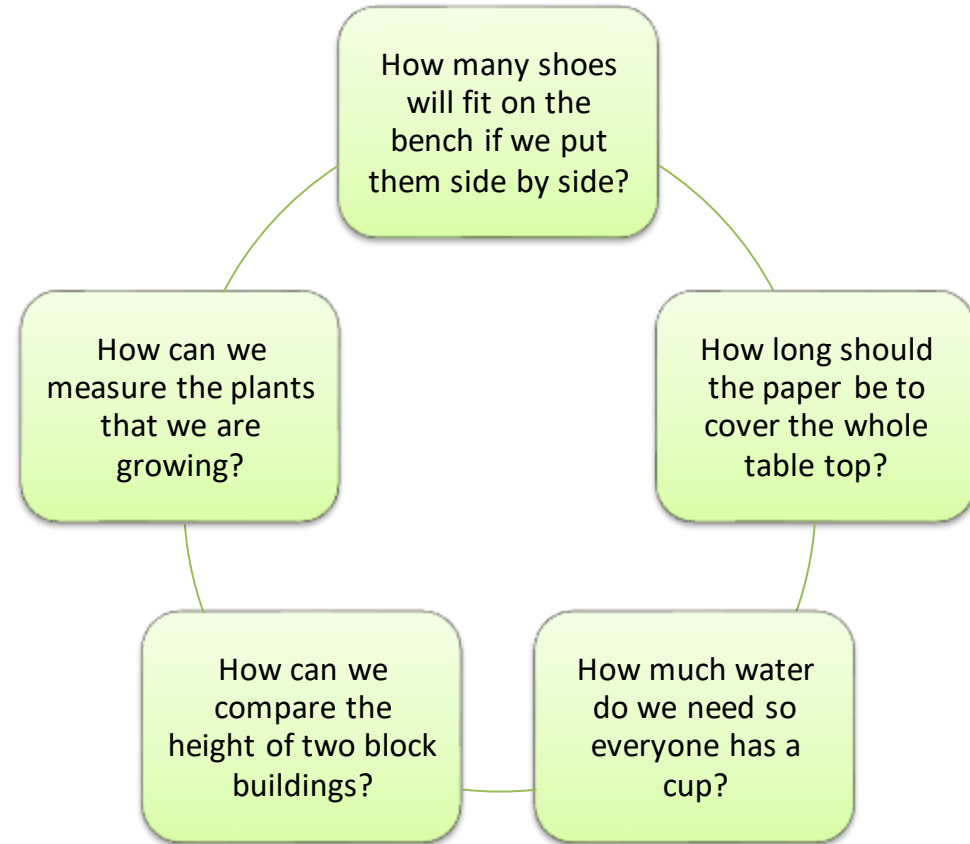 How many shoes
will fit on the
bench if we put
them side by side?
How long should
the paper be to
cover the whole
table top?
How much water
do we need so
everyone has a
cup?
How can we
compare the
height of two block
buildings?
How can we
measure the plants
that we are
growing?